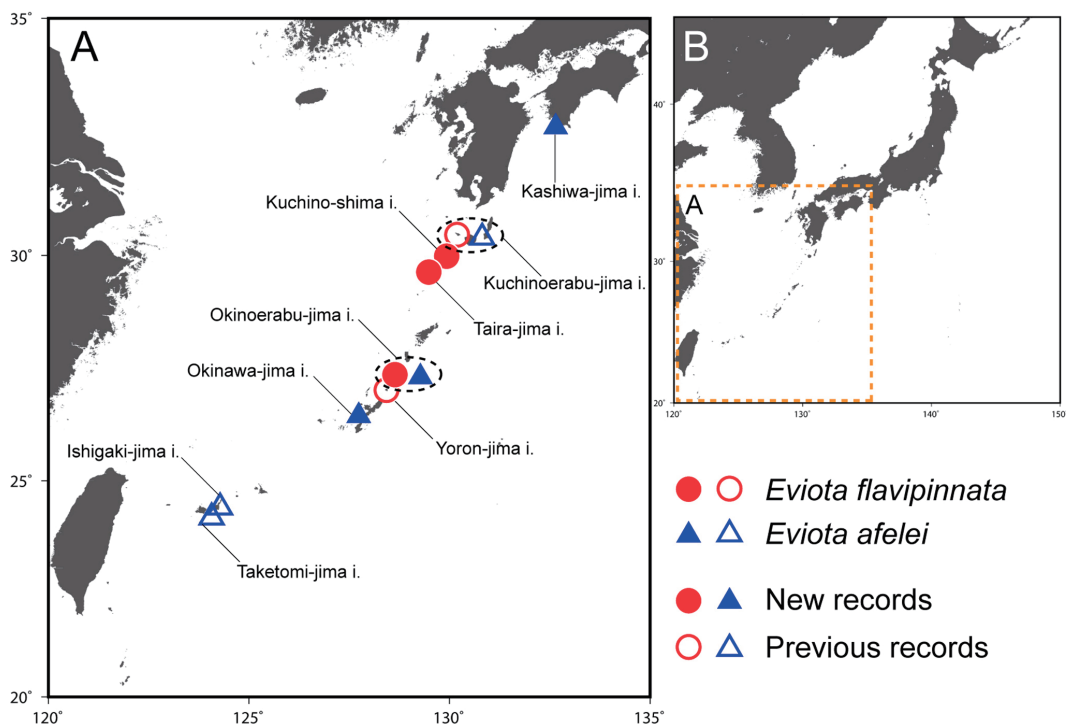 35°
A
Kashiwa-jima i.
Kuchino-shima i.
30°
Kuchinoerabu-jima i.
Taira-jima i.
Okinoerabu-jima i.
Okinawa-jima i.
Yoron-jima i.
Ishigaki-jima i.
25°
Taketomi-jima i.
20°
120°
125°
130°
135°
B
40°
A
30°
20°
120°
130°
140°
150
Eviota flavipinnata
Eviota afelei
New records
Previous records